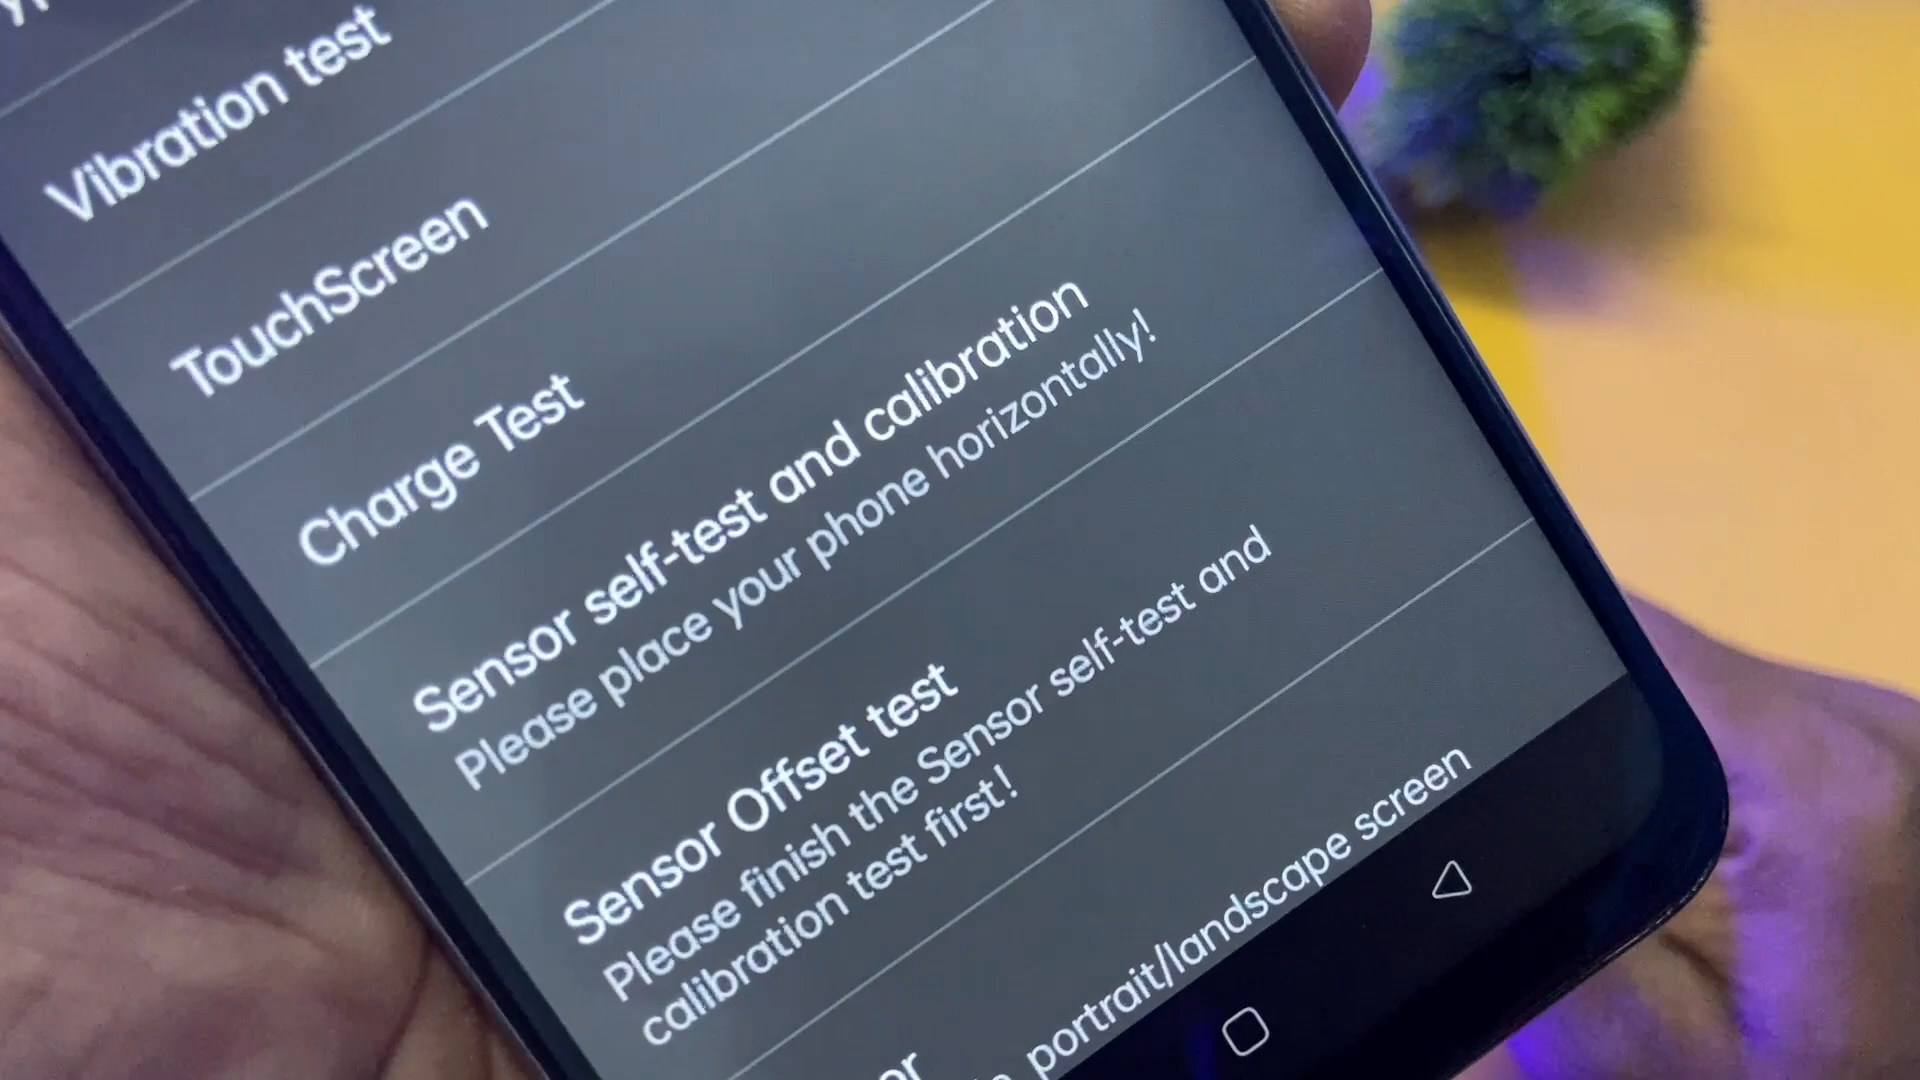 Vibration test
TouchScreen
Charge Test
Sensor self-test and calibration
Please place your phone horizontally!
Sensor Offset test
Please finish the Sensor self-test and
calibration test first!
portrait/landscape screen